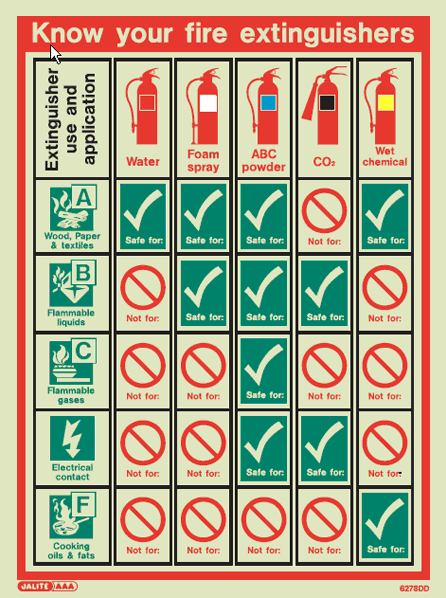 Know your fire extinguishers
Extinguisher
use and
application
Water
Foam
spray
ABC
powder
CO₂
Wet
chemical
A
Wood, Paper
& textiles
Safe for:
Safe for:
Safe for:
Not for:
Safe for:
B
Flammable
liquids
Not for:
Safe for:
Safe for:
Safe for:
Not for:
C
Flammable
gases
Not for:
Not for:
Safe for:
Not for:
Not for:
Electrical
contact
Not for:
Not for:
Safe for:
Safe for:
Not for:
F
Cooking
oils & fats
Not for:
Not for:
Not for:
Not for:
Safe for:
JALITE AAA
6278DD